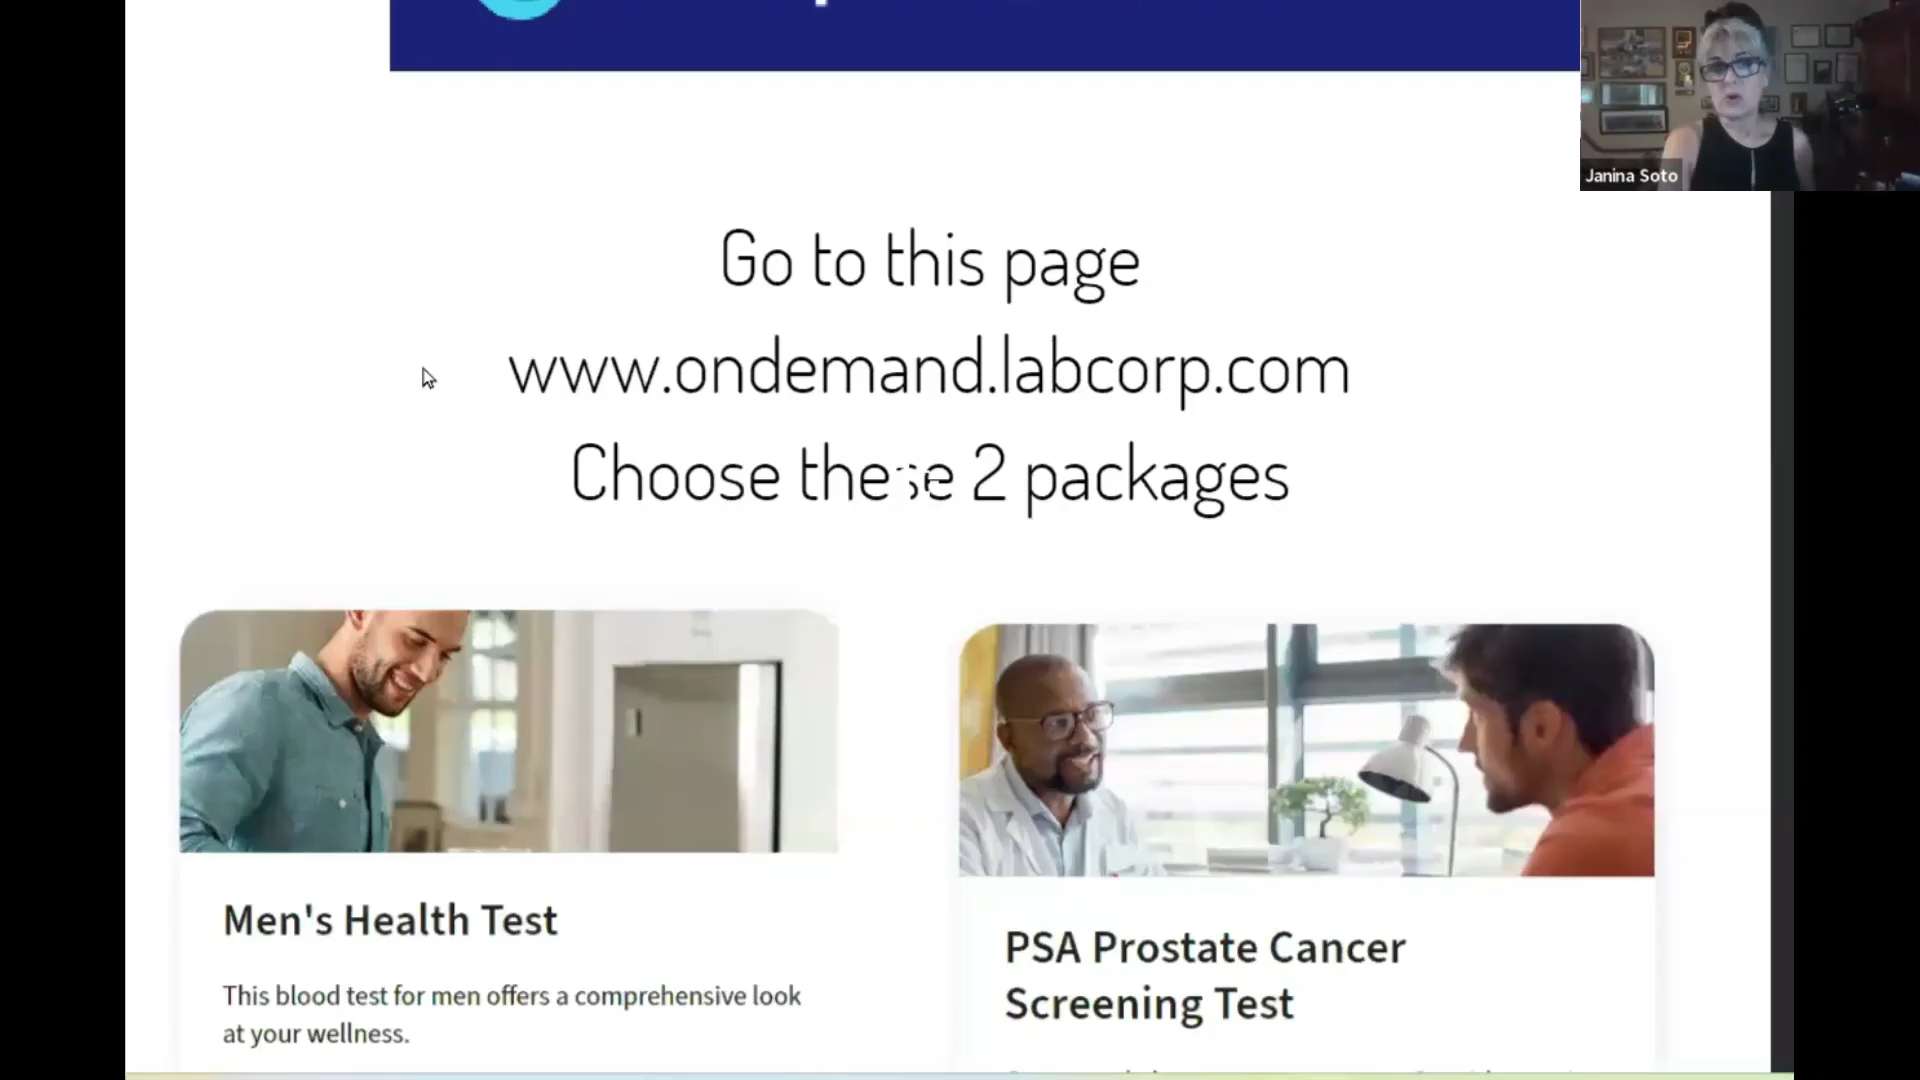 Janina Soto
Go to this page
www.ondemand.labcorp.com
Choose these 2 packages
Men's Health Test
This blood test for men offers a comprehensive look
at your wellness.
PSA Prostate Cancer
Screening Test